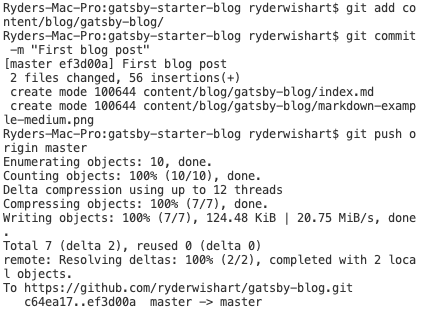 Ryders-Mac-Pro:gatsby-starter-blog ryderwishart$ git add co
ntent/blog/gatsby-blog/
Ryders-Mac-Pro:gatsby-starter-blog ryderwishart$ git commit
 -m "First blog post"
[master ef3d00a] First blog post
 2 files changed, 56 insertions(+)
 create mode 100644 content/blog/gatsby-blog/index.md
 create mode 100644 content/blog/gatsby-blog/markdown-examp
le-medium.png
Ryders-Mac-Pro:gatsby-starter-blog ryderwishart$ git push o
rigin master
Enumerating objects: 10, done.
Counting objects: 100% (10/10), done.
Delta compression using up to 12 threads
Compressing objects: 100% (7/7), done.
Writing objects: 100% (7/7), 124.48 KiB | 20.75 MiB/s, done
.
Total 7 (delta 2), reused 0 (delta 0)
remote: Resolving deltas: 100% (2/2), completed with 2 loca
l objects.
To https://github.com/ryderwishart/gatsby-blog.git
   c64ea17..ef3d00a  master -> master